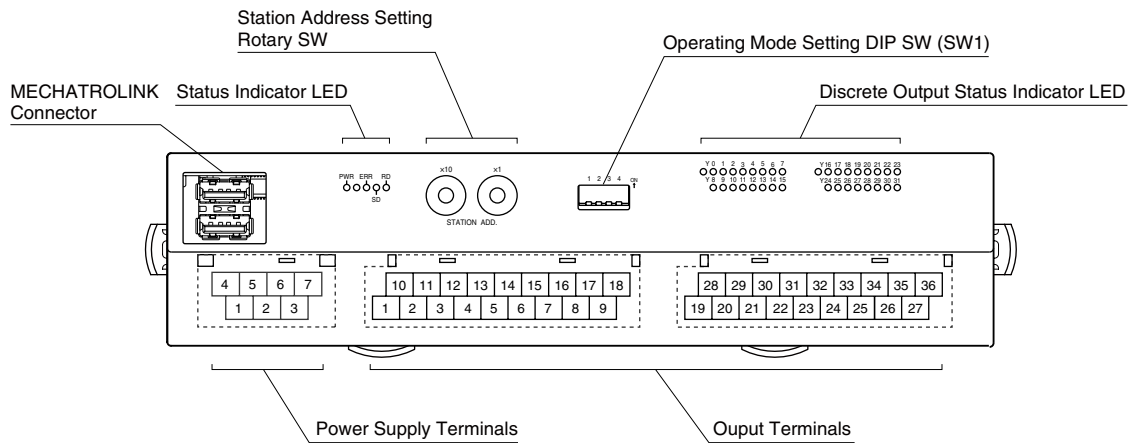 Station Address Setting
Rotary SW
Operating Mode Setting DIP SW (SW1)
MECHATROLINK
Connector
Status Indicator LED
Discrete Output Status Indicator LED
PWR ERR RD
SD
x10 x1
STATION ADD.
1 2 3 4 ON
Y 0 1 2 3 4 5 6 7
Y 8 9 10 11 12 13 14 15
Y16 17 18 19 20 21 22 23
Y24 25 26 27 28 29 30 31
4 5 6 7
1 2 3
10 11 12 13 14 15 16 17 18
1 2 3 4 5 6 7 8 9
28 29 30 31 32 33 34 35 36
19 20 21 22 23 24 25 26 27
Power Supply Terminals
Ouput Terminals